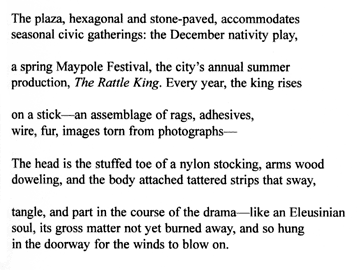 The plaza, hexagonal and stone-paved, accommodates
seasonal civic gatherings: the December nativity play,
a spring Maypole Festival, the city's annual summer
production, The Rattle King. Every year, the king rises
on a stick—an assemblage of rags, adhesives,
wire, fur, images torn from photographs—
The head is the stuffed toe of a nylon stocking, arms wood
doweling, and the body attached tattered strips that sway,
tangle, and part in the course of the drama—like an Eleusinian
soul, its gross matter not yet burned away, and so hung
in the doorway for the winds to blow on.